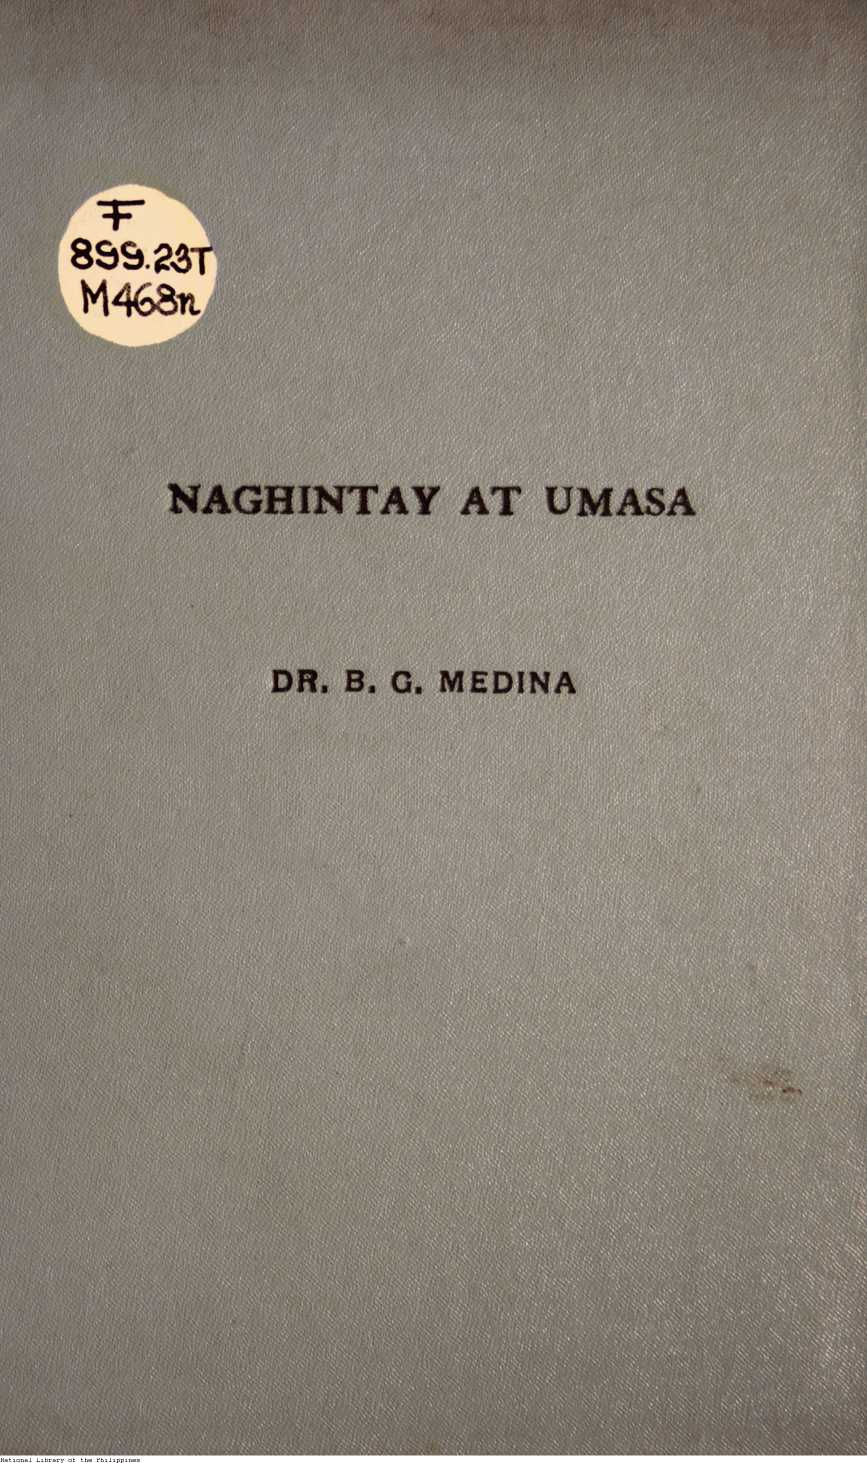 F
899.23T
M468n
NAGHINTAY AT UMASA
DR. B. G. MEDINA
National Library of the Philippines